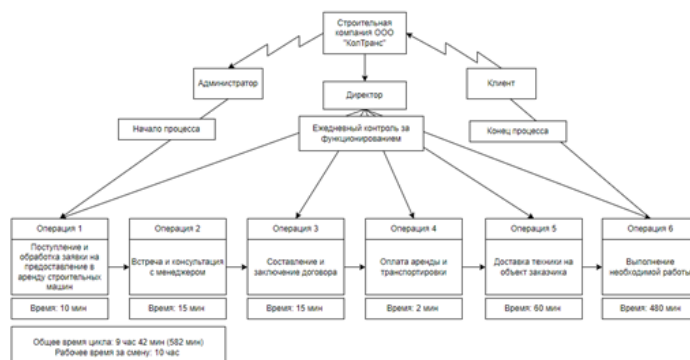 Строительная
компания ООО
"КолТранс"
Администратор
Клиент
Директор
Начало процесса
Ежедневный контроль за
функционированием
Конец процесса
Операция 1
Операция 2
Операция 3
Операция 4
Операция 5
Операция 6
Поступление и
обработка заявки на
предоставление в
аренду строительных
машин
Встреча и консультация
с менеджером
Составление и
заключение договора
Оплата аренды и
транспортировки
Доставка техники на
объект заказчика
Выполнение
необходимой работы
Время: 10 мин
Время: 15 мин
Время: 15 мин
Время: 2 мин
Время: 60 мин
Время: 480 мин
Общее время цикла: 9 час 42 мин (582 мин)
Рабочее время за смену: 10 час